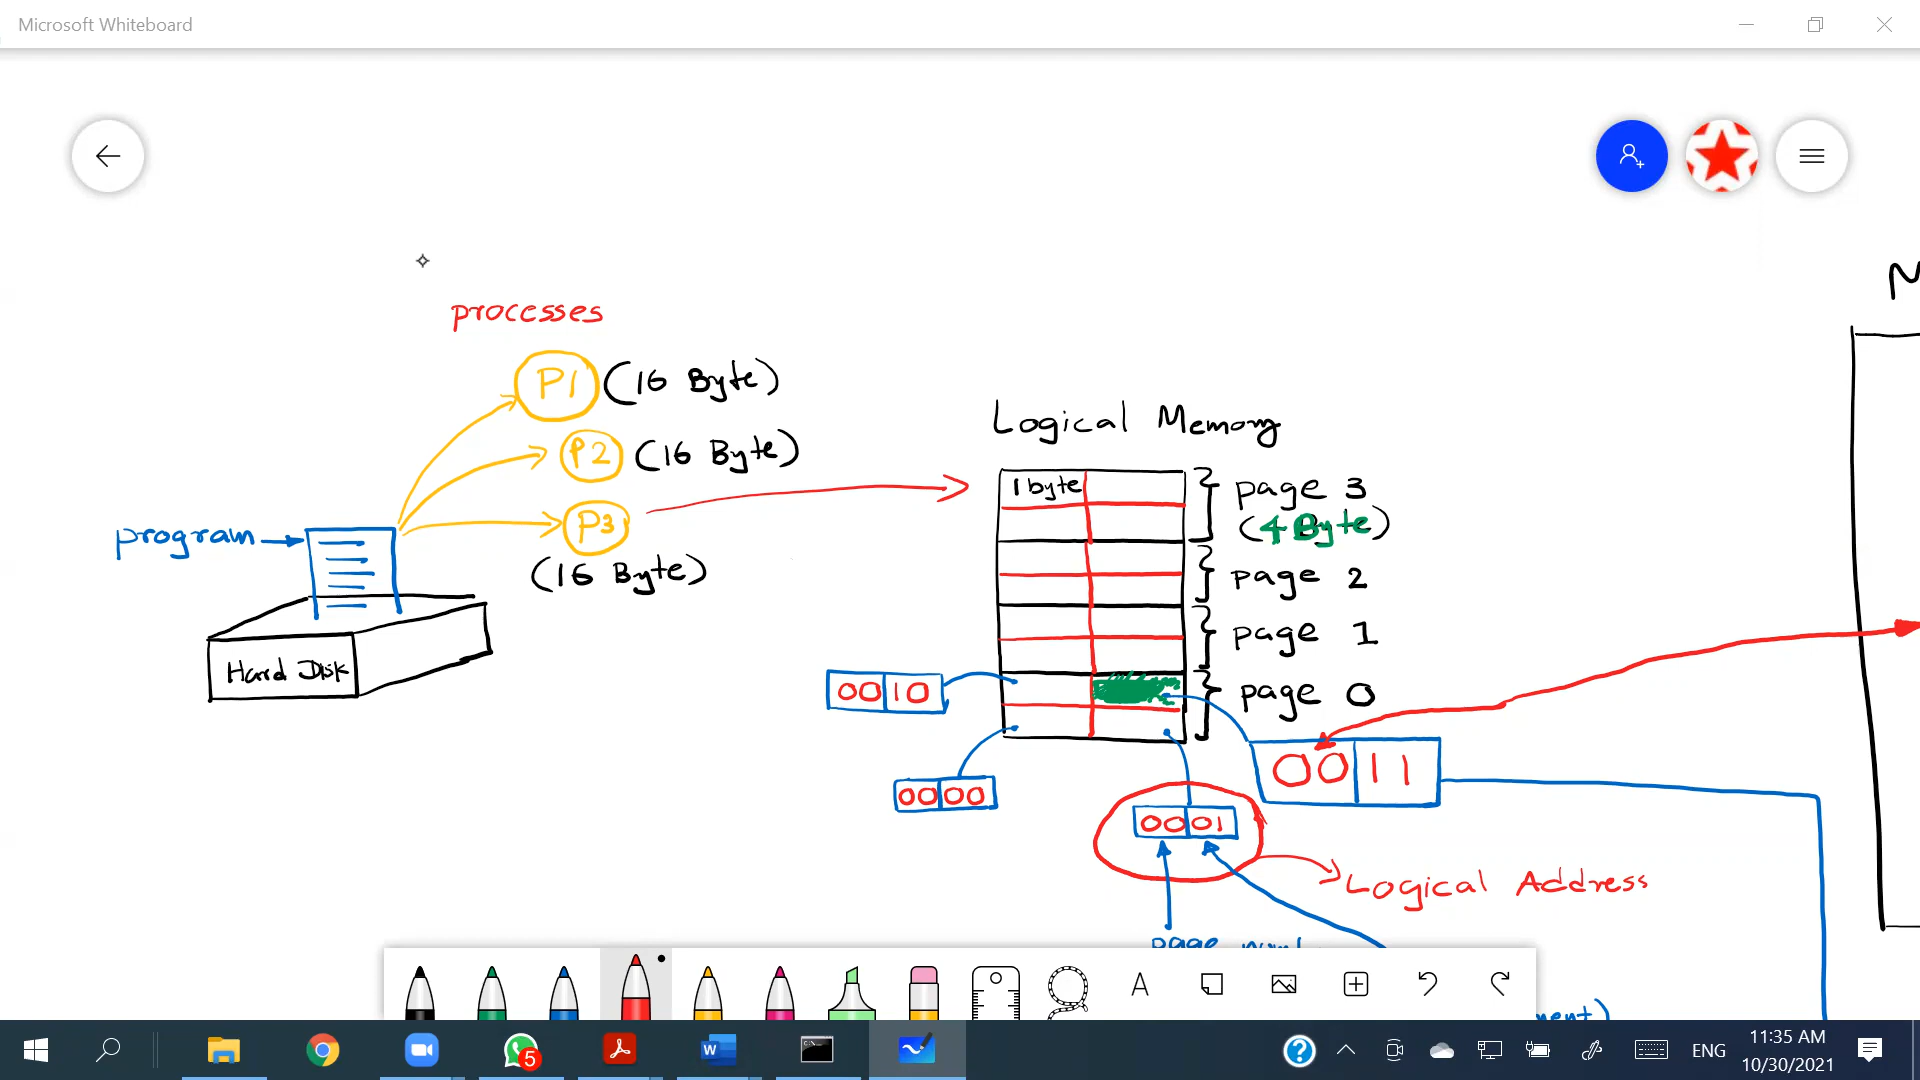 Microsoft Whiteboard
processes
P1 (16 Byte)
P2 (16 Byte)
P3
(16 Byte)
program
Hard Disk
Logical Memory
1 byte
page 3
(4 Byte)
page 2
page 1
page 0
0010
0000
0001
0011
Logical Address
page
A
5
W
ENG
11:35 AM
10/30/2021